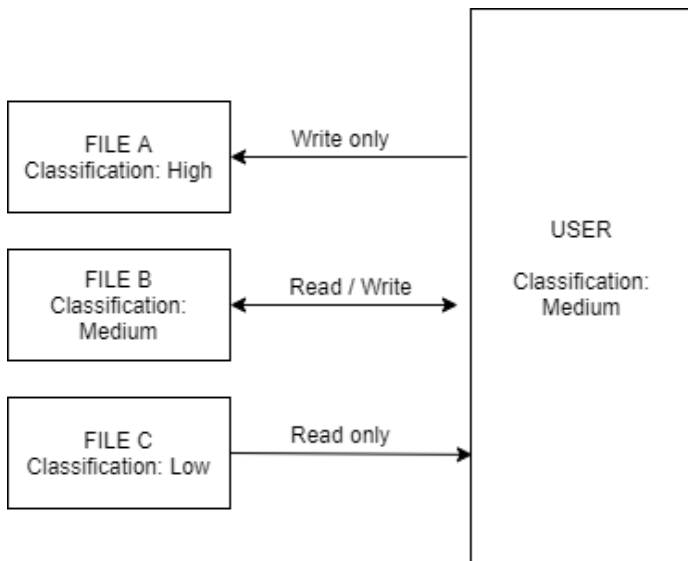 FILE A
Classification: High
Write only
USER
Classification:
Medium
FILE B
Classification:
Medium
Read / Write
FILE C
Classification: Low
Read only